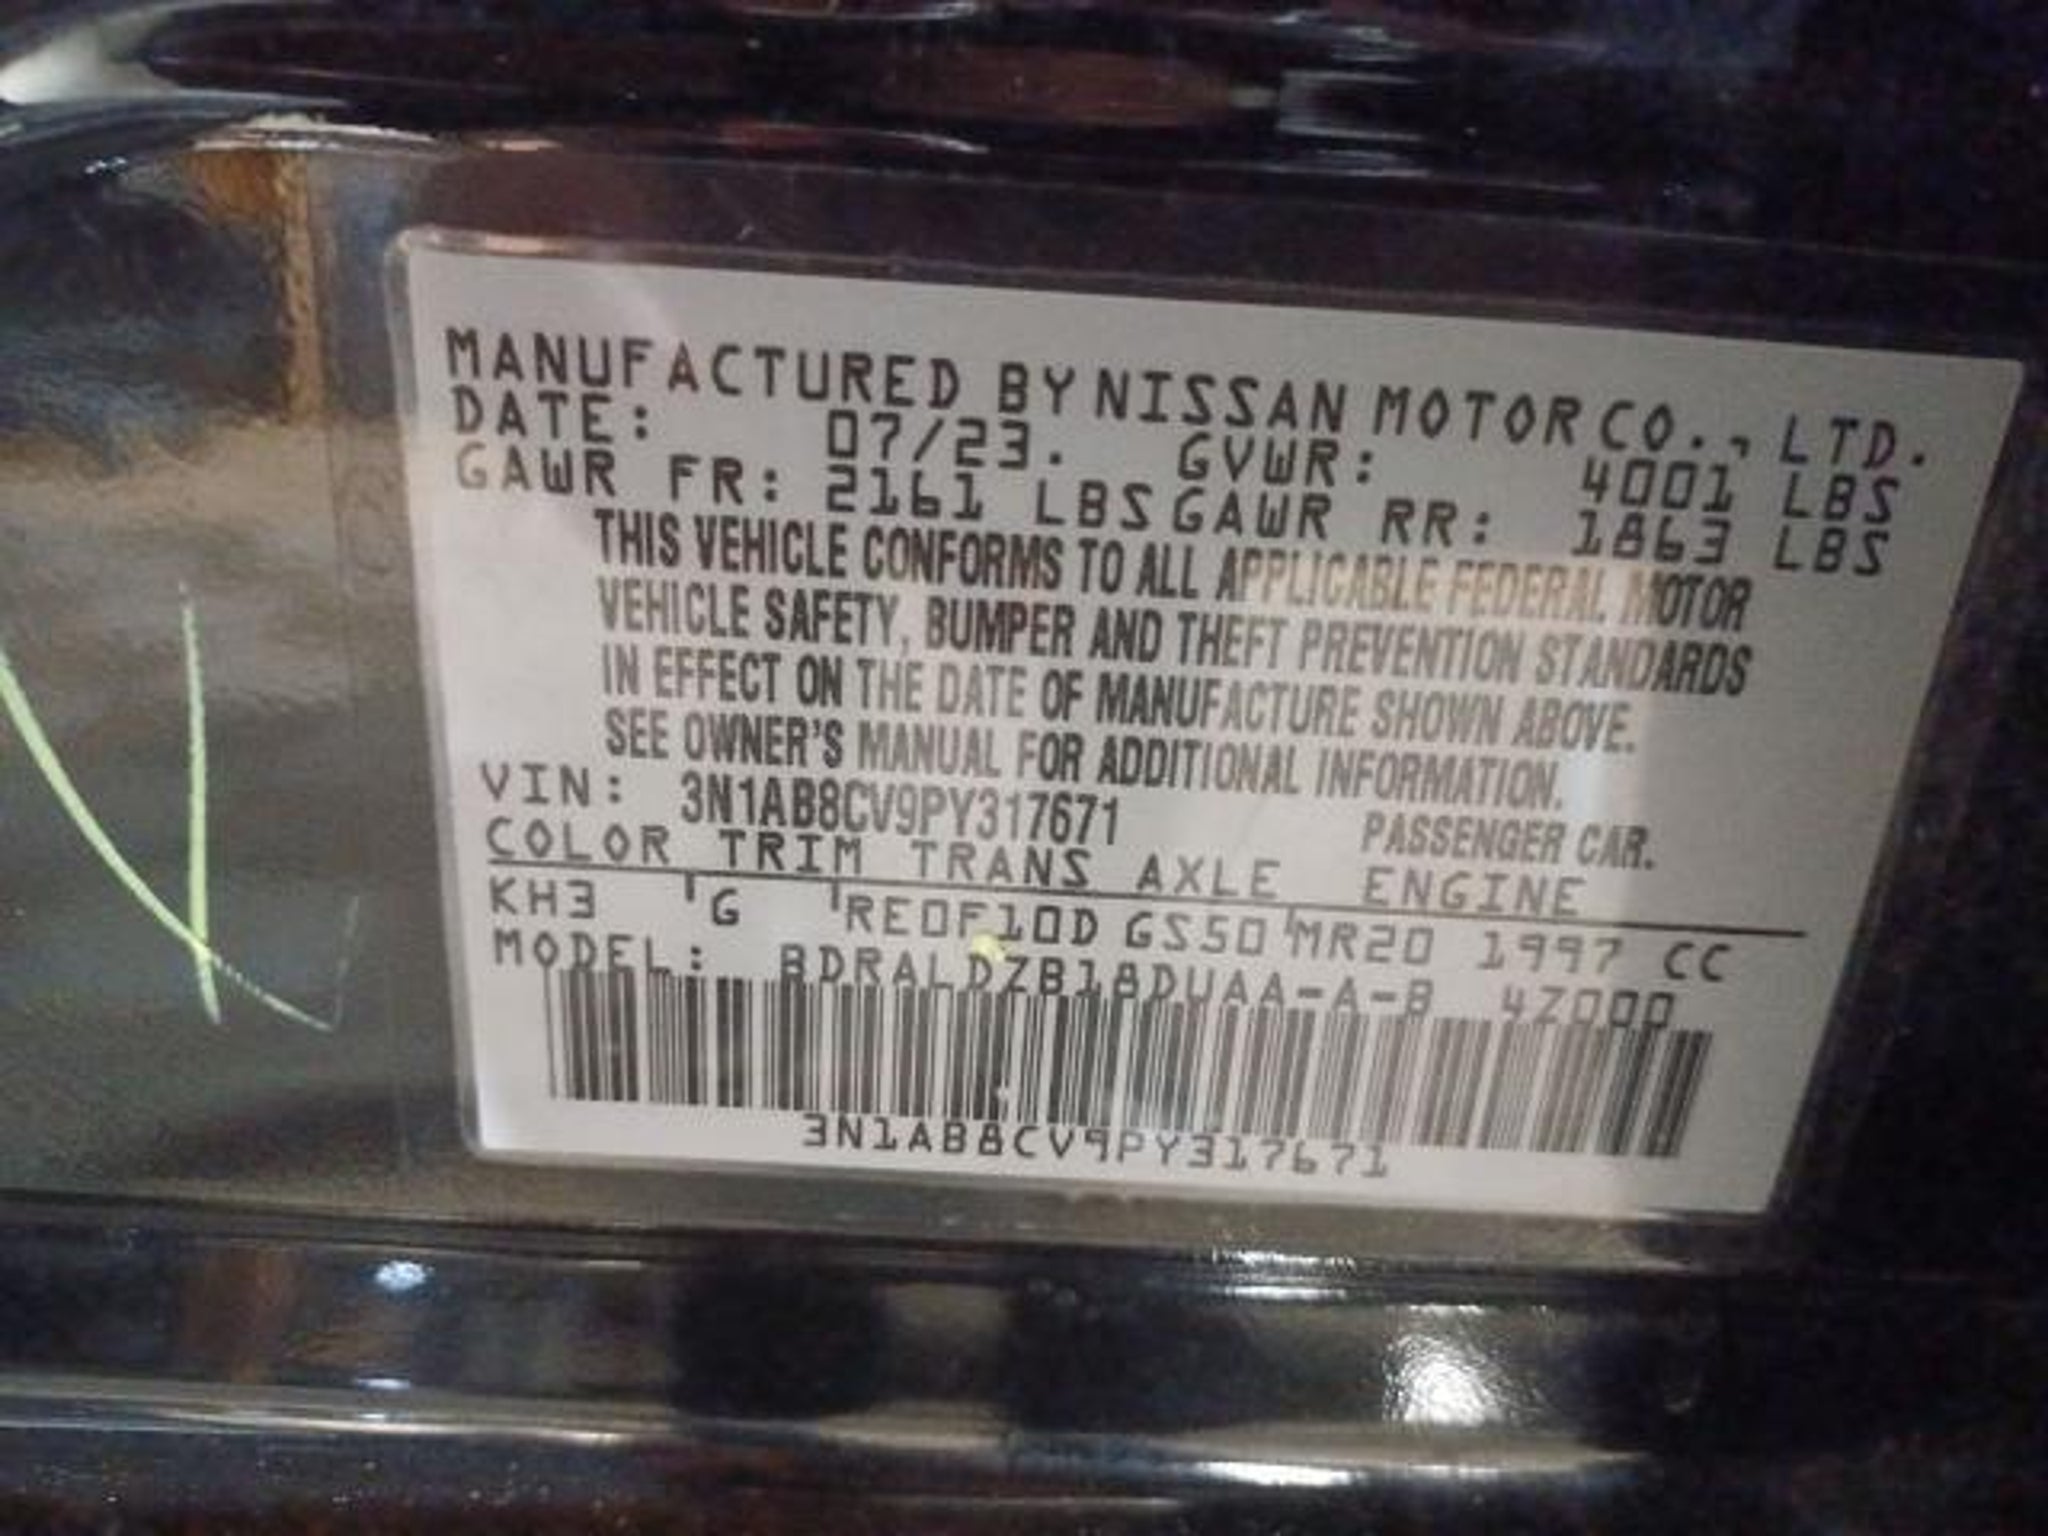 MANUFACTURED BY NISSAN MOTOR CO., LTD.
DATE: 07/23. GVWR: 4001 LBS
GAWR FR: 2161 LBS GAWR RR: 1863 LBS
THIS VEHICLE CONFORMS TO ALL APPLICABLE FEDERAL MOTOR
VEHICLE SAFETY, BUMPER AND THEFT PREVENTION STANDARDS
IN EFFECT ON THE DATE OF MANUFACTURE SHOWN ABOVE.
SEE OWNER'S MANUAL FOR ADDITIONAL INFORMATION.
VIN: 3N1AB8CV9PY317671 PASSENGER CAR.
COLOR TRIM TRANS AXLE ENGINE
KH3 G RE0F10D GS50 MR20 1997 CC
MODEL: BDRALDZB18DUAA-A-B 4Z000
3N1AB8CV9PY317671